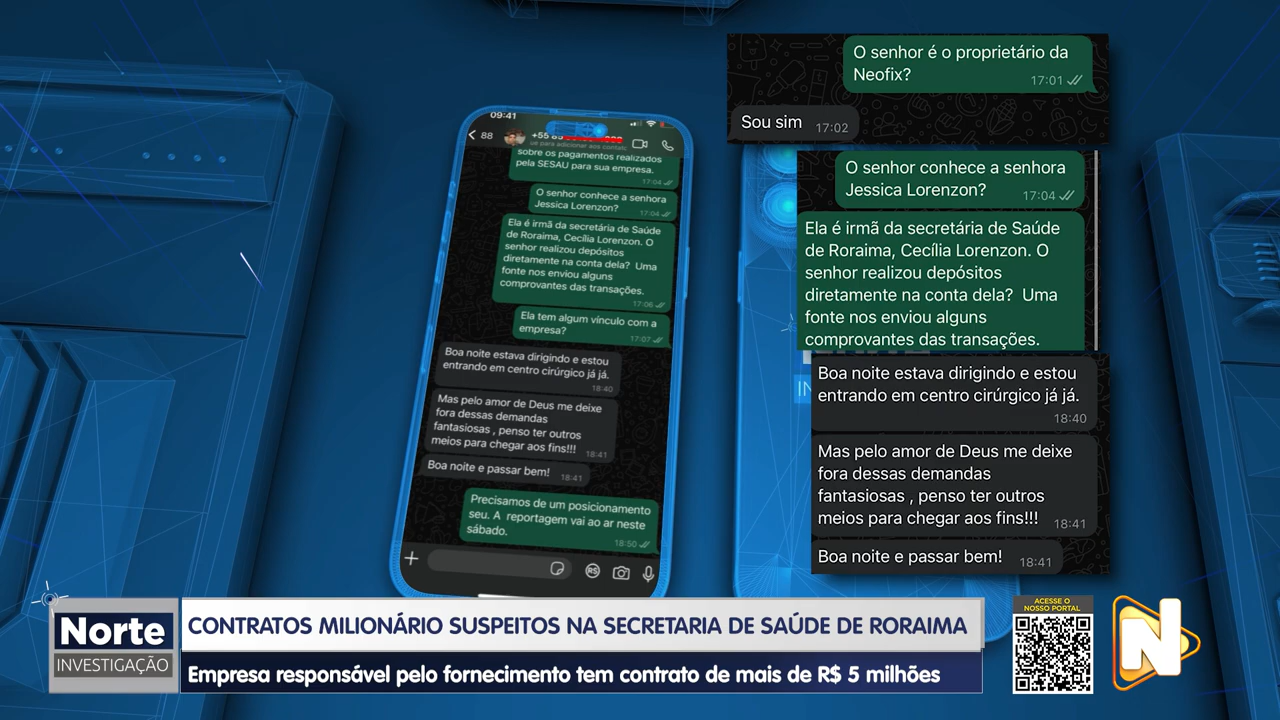 O senhor é o proprietário da
Neofix?
17:01
Sou sim
17:02
O senhor conhece a senhora
Jessica Lorenzon?
17:04
Ela é irmã da secretária de Saúde
de Roraima, Cecília Lorenzon. O
senhor realizou depósitos
diretamente na conta dela? Uma
fonte nos enviou alguns
comprovantes das transações.
Boa noite estava dirigindo e estou
entrando em centro cirúrgico já já.
18:40
Mas pelo amor de Deus me deixe
fora dessas demandas
fantasiosas , penso ter outros
meios para chegar aos fins!!!
18:41
Boa noite e passar bem!
18:41
09:41
88
+55
sobre os pagamentos realizados
pela SESAU para sua empresa.
17:04
O senhor conhece a senhora
Jessica Lorenzon?
17:04
Ela é irmã da secretária de Saúde
de Roraima, Cecília Lorenzon. O
senhor realizou depósitos
diretamente na conta dela? Uma
fonte nos enviou alguns
comprovantes das transações.
17:06
Ela tem algum vínculo com a
empresa?
17:07
Boa noite estava dirigindo e estou
entrando em centro cirúrgico já já.
18:40
Mas pelo amor de Deus me deixe
fora dessas demandas
fantasiosas , penso ter outros
meios para chegar aos fins!!!
18:41
Boa noite e passar bem!
18:41
Precisamos de um posicionamento
seu. A reportagem vai ao ar neste
sábado.
18:50
R$
IN
Norte
INVESTIGAÇÃO
CONTRATOS MILIONÁRIO SUSPEITOS NA SECRETARIA DE SAÚDE DE RORAIMA
Empresa responsável pelo fornecimento tem contrato de mais de R$ 5 milhões
ACESSE O
NOSSO PORTAL
N